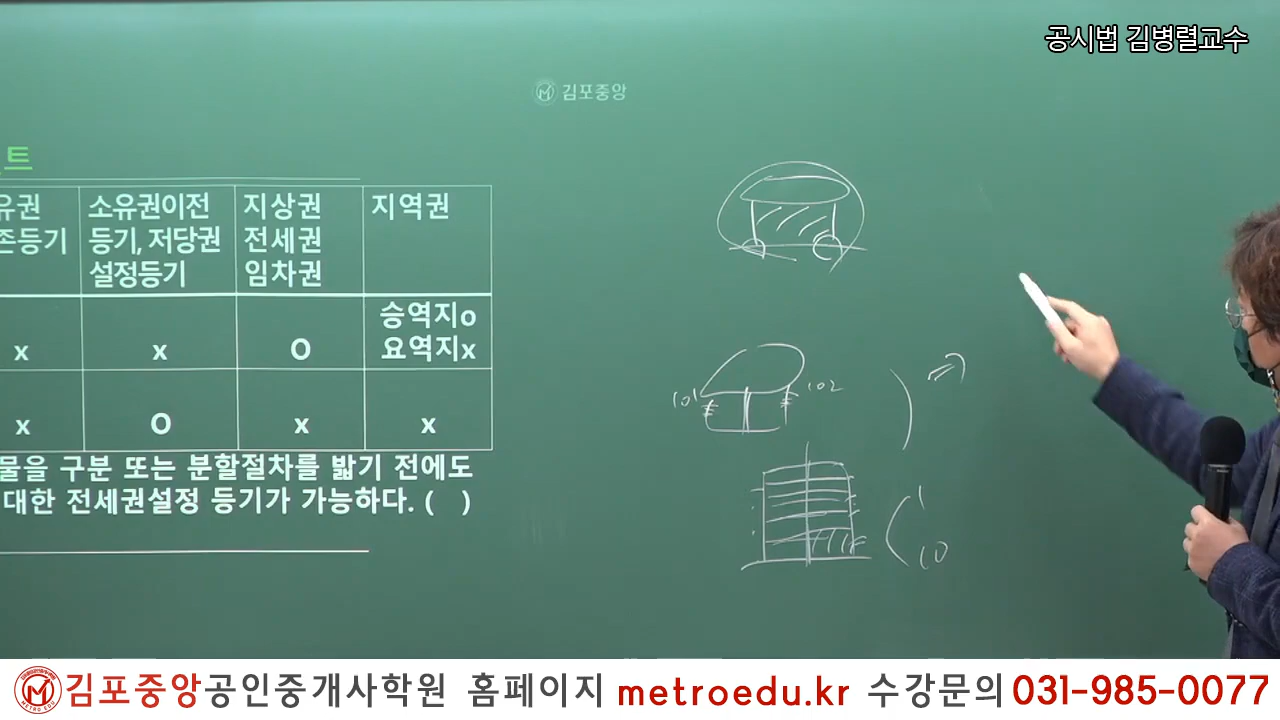 공시법 김병렬교수
김포중앙
트
유권
존등기
소유권이전
등기, 저당권
설정등기
지상권
전세권
임차권
지역권
x
x
O
승역지o
요역지x
x
O
x
x
물을 구분 또는 분할절차를 밟기 전에도
대한 전세권설정 등기가 가능하다. ( )
101
102
1
10
김포중앙공인중개사학원 홈페이지 metroedu.kr 수강문의 031-985-0077